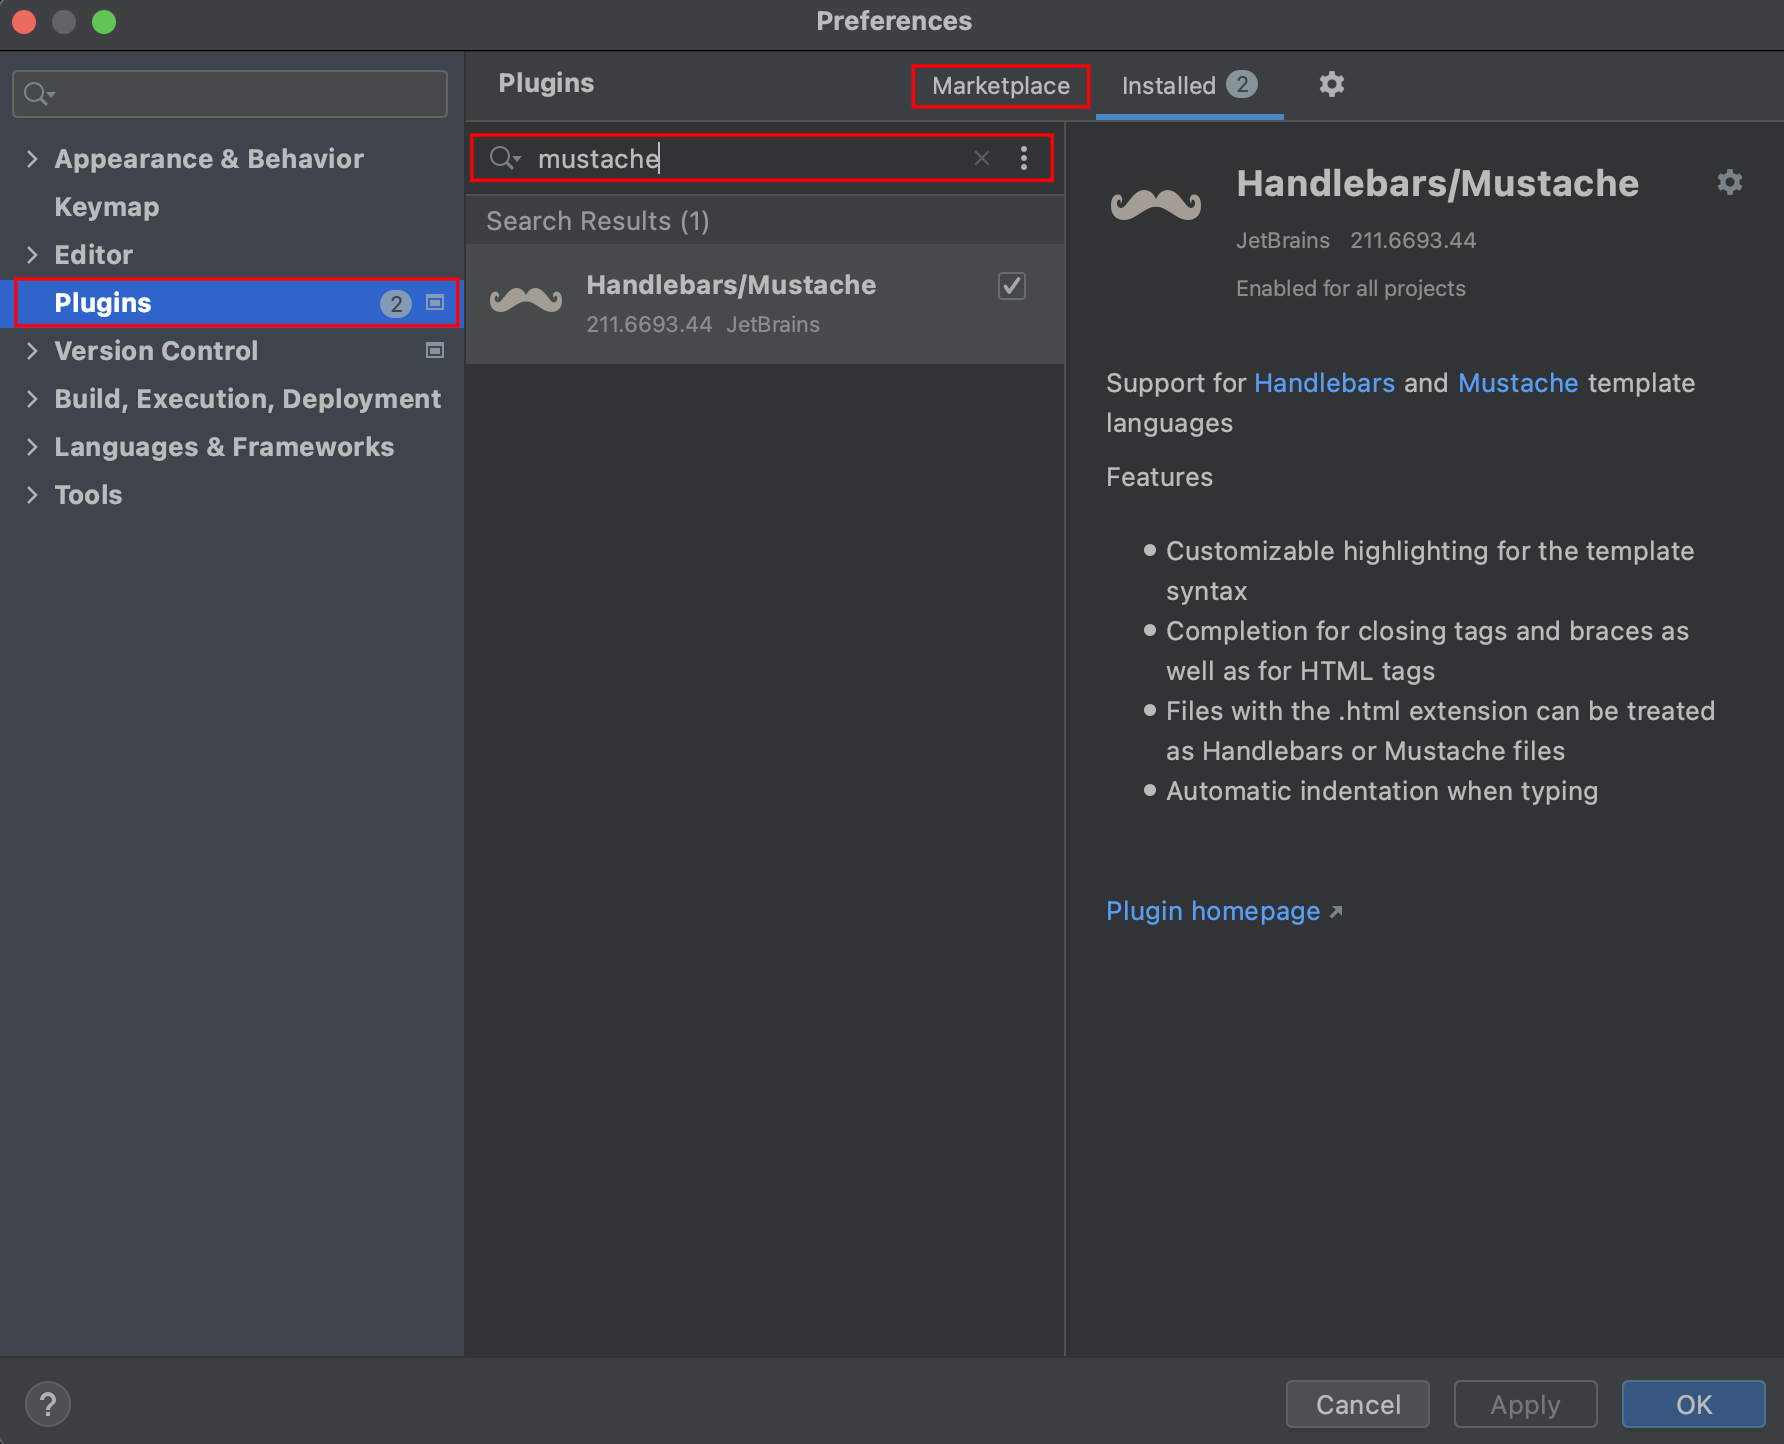 Preferences
Appearance & Behavior
Keymap
Editor
Plugins 2
Version Control
Build, Execution, Deployment
Languages & Frameworks
Tools
Plugins Marketplace Installed 2
mustache
Search Results (1)
Handlebars/Mustache
211.6693.44 JetBrains
Handlebars/Mustache
JetBrains 211.6693.44
Enabled for all projects
Support for Handlebars and Mustache template
languages
Features
Customizable highlighting for the template
syntax
Completion for closing tags and braces as
well as for HTML tags
Files with the .html extension can be treated
as Handlebars or Mustache files
Automatic indentation when typing
Plugin homepage
?
Cancel Apply OK